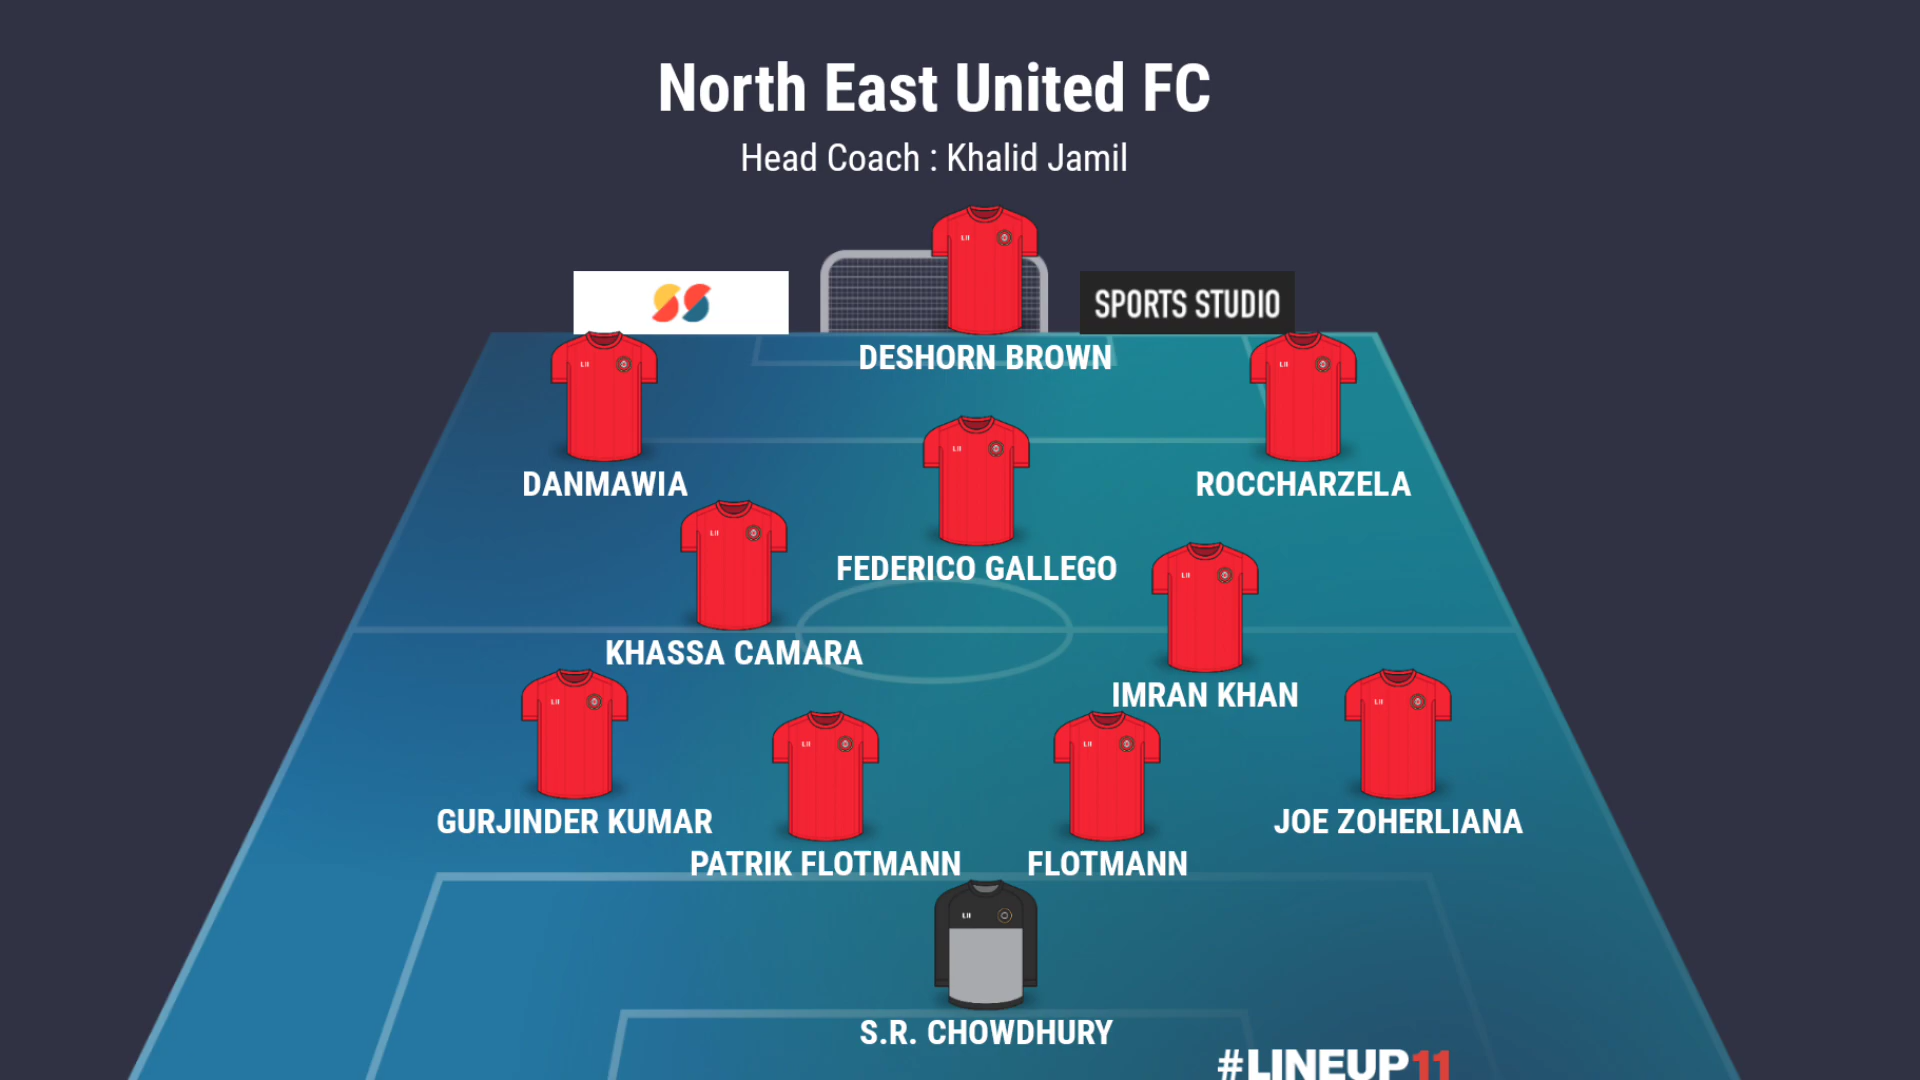 North East United FC
Head Coach : Khalid Jamil
SPORTS STUDIO
DESHORN BROWN
DANMAWIA
ROCCHARZELA
FEDERICO GALLEGO
KHASSA CAMARA
IMRAN KHAN
GURJINDER KUMAR
JOE ZOHERLIANA
PATRIK FLOTMANN
FLOTMANN
S.R. CHOWDHURY
#LINEUP11